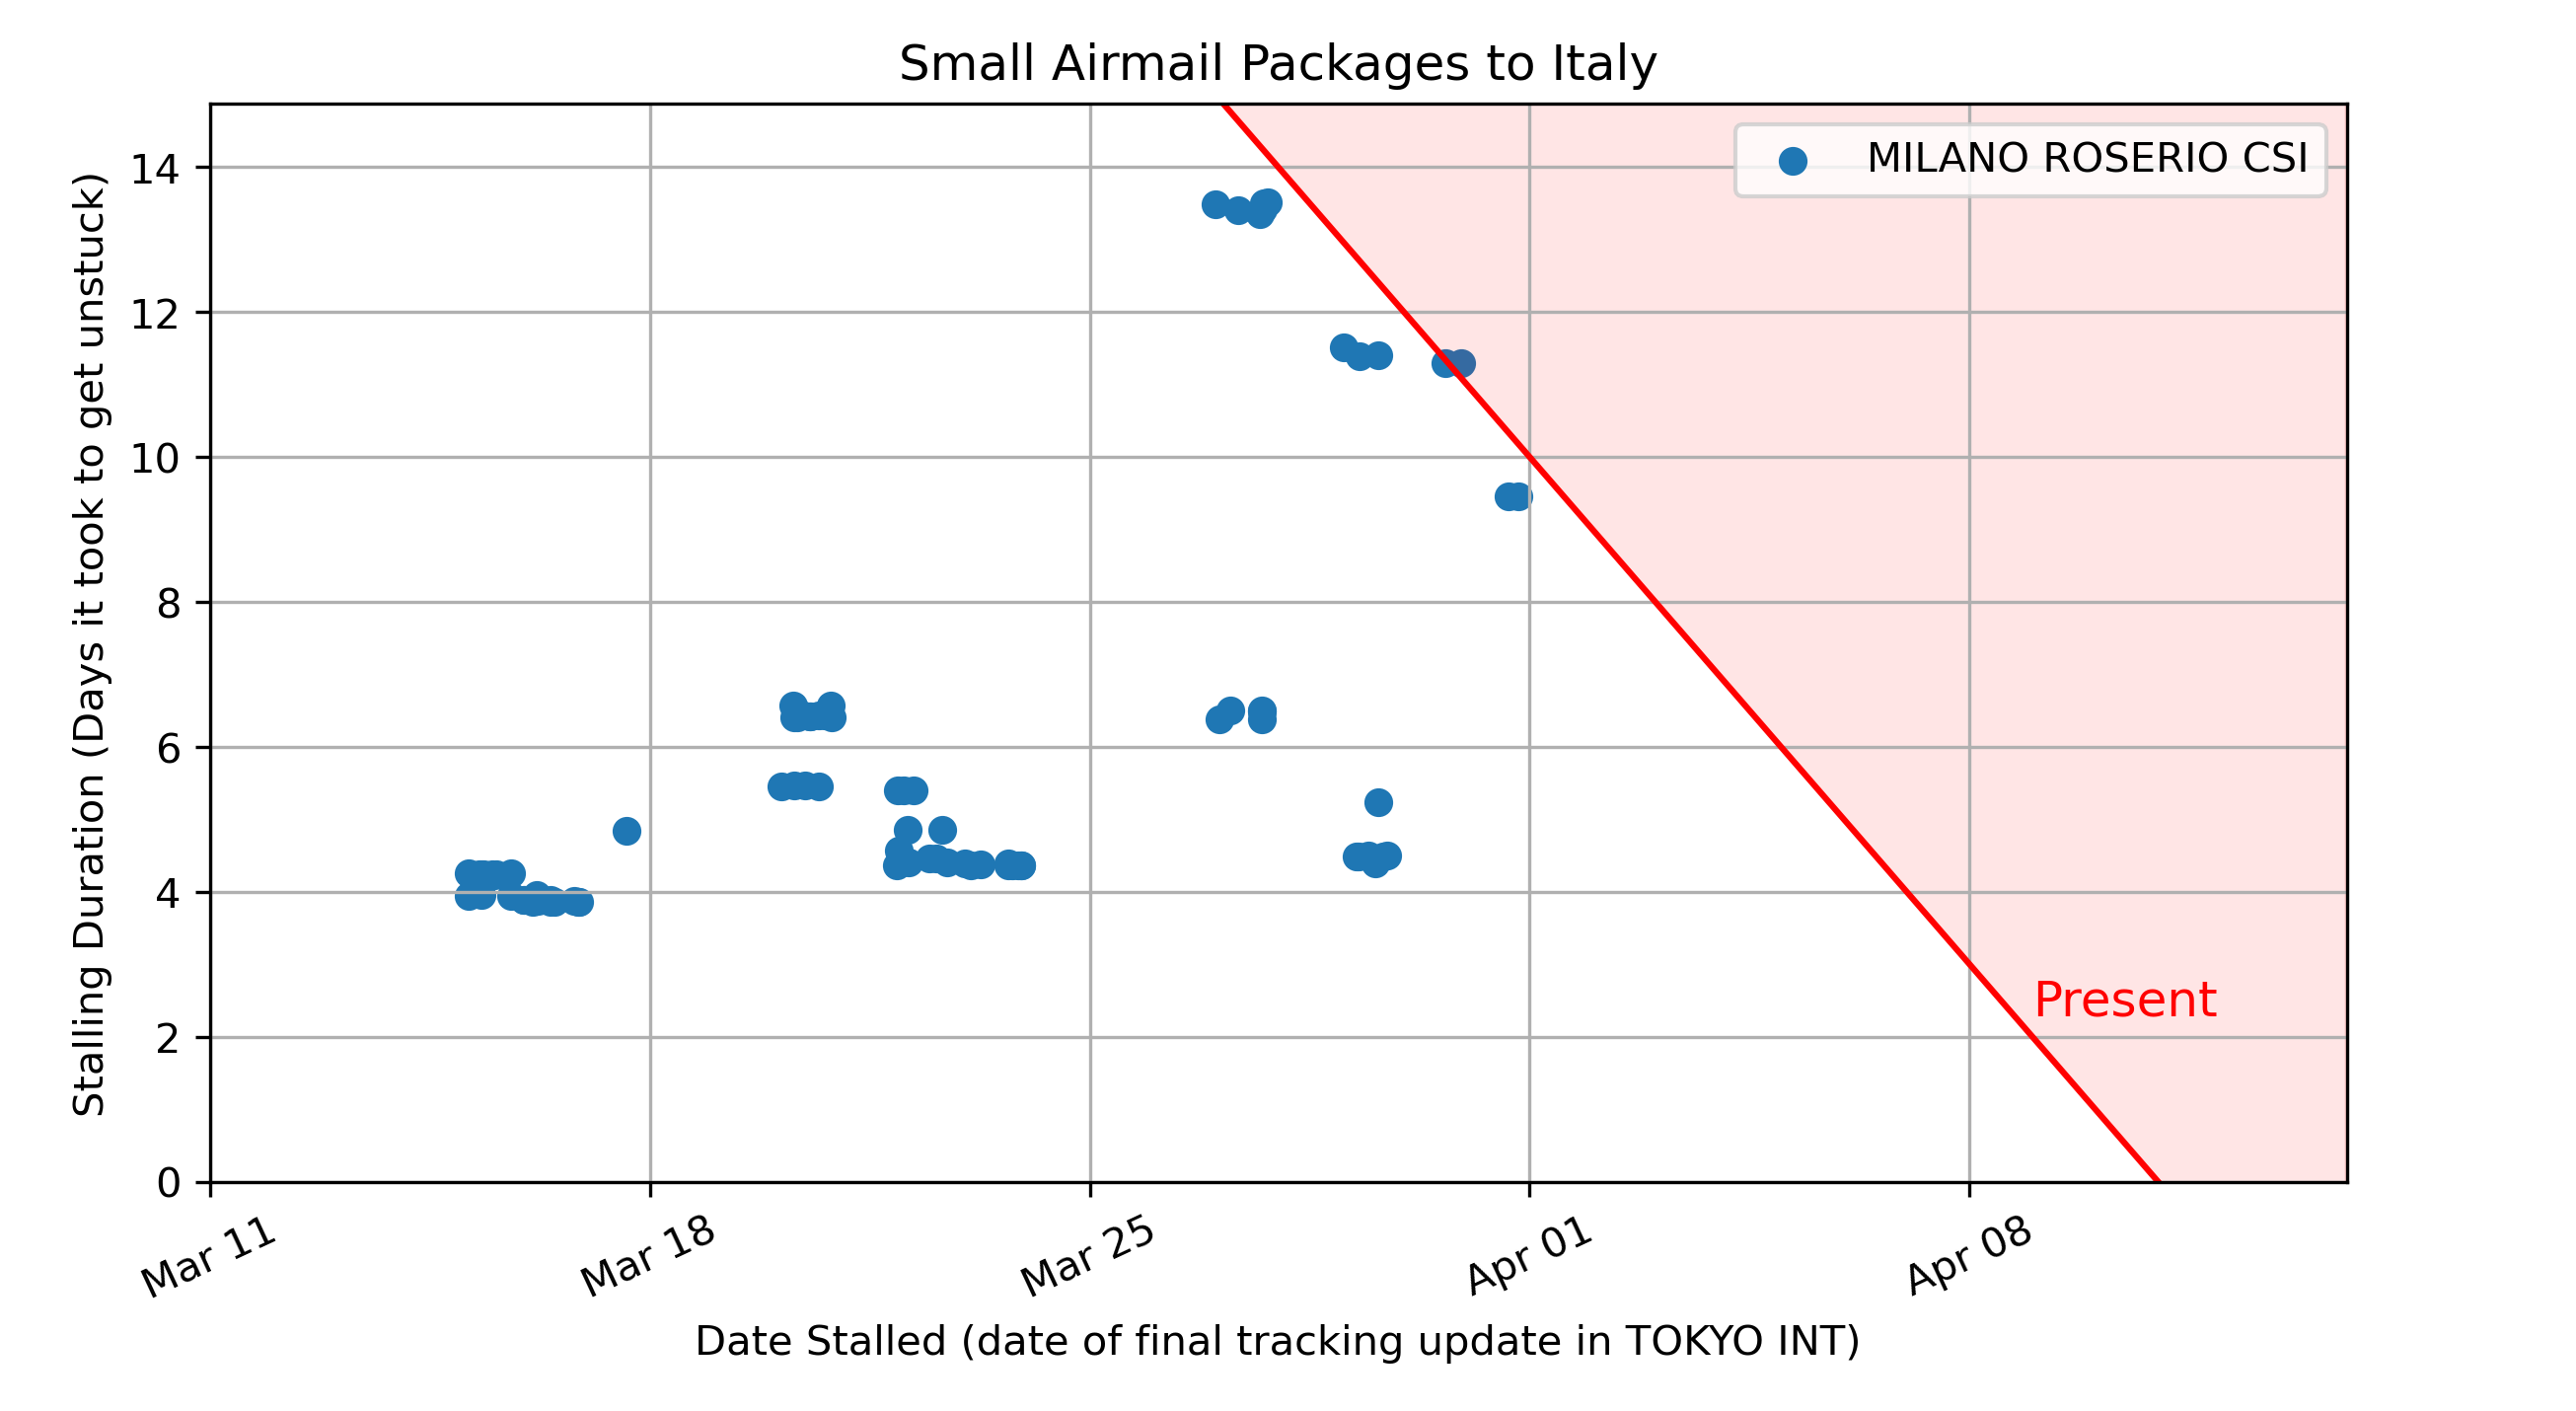 Small Airmail Packages to Italy
MILANO ROSERIO CSI
Stalling Duration (Days it took to get unstuck)
14
12
10
8
6
4
2
0
Present
Mar 11
Mar 18
Mar 25
Apr 01
Apr 08
Date Stalled (date of final tracking update in TOKYO INT)